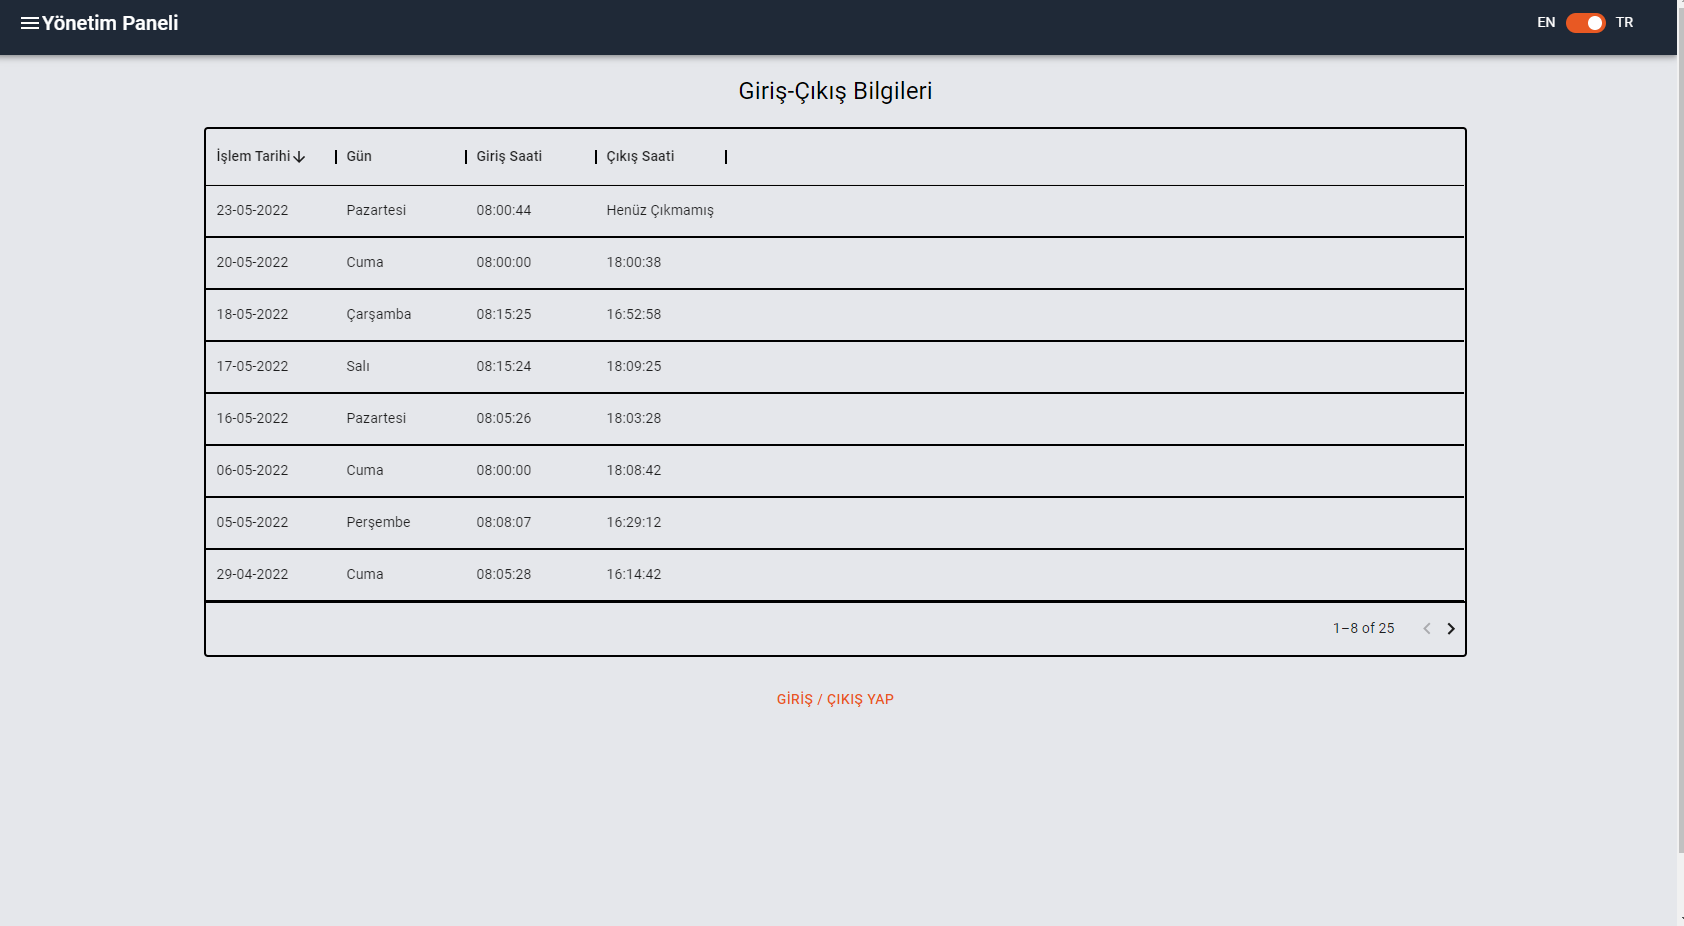 Yönetim Paneli EN TR
Giriş-Çıkış Bilgileri
İşlem Tarihi Gün Giriş Saati Çıkış Saati
23-05-2022 Pazartesi 08:00:44 Henüz Çıkmamış
20-05-2022 Cuma 08:00:00 18:00:38
18-05-2022 Çarşamba 08:15:25 16:52:58
17-05-2022 Salı 08:15:24 18:09:25
16-05-2022 Pazartesi 08:05:26 18:03:28
06-05-2022 Cuma 08:00:00 18:08:42
05-05-2022 Perşembe 08:08:07 16:29:12
29-04-2022 Cuma 08:05:28 16:14:42
1–8 of 25
GİRİŞ / ÇIKIŞ YAP